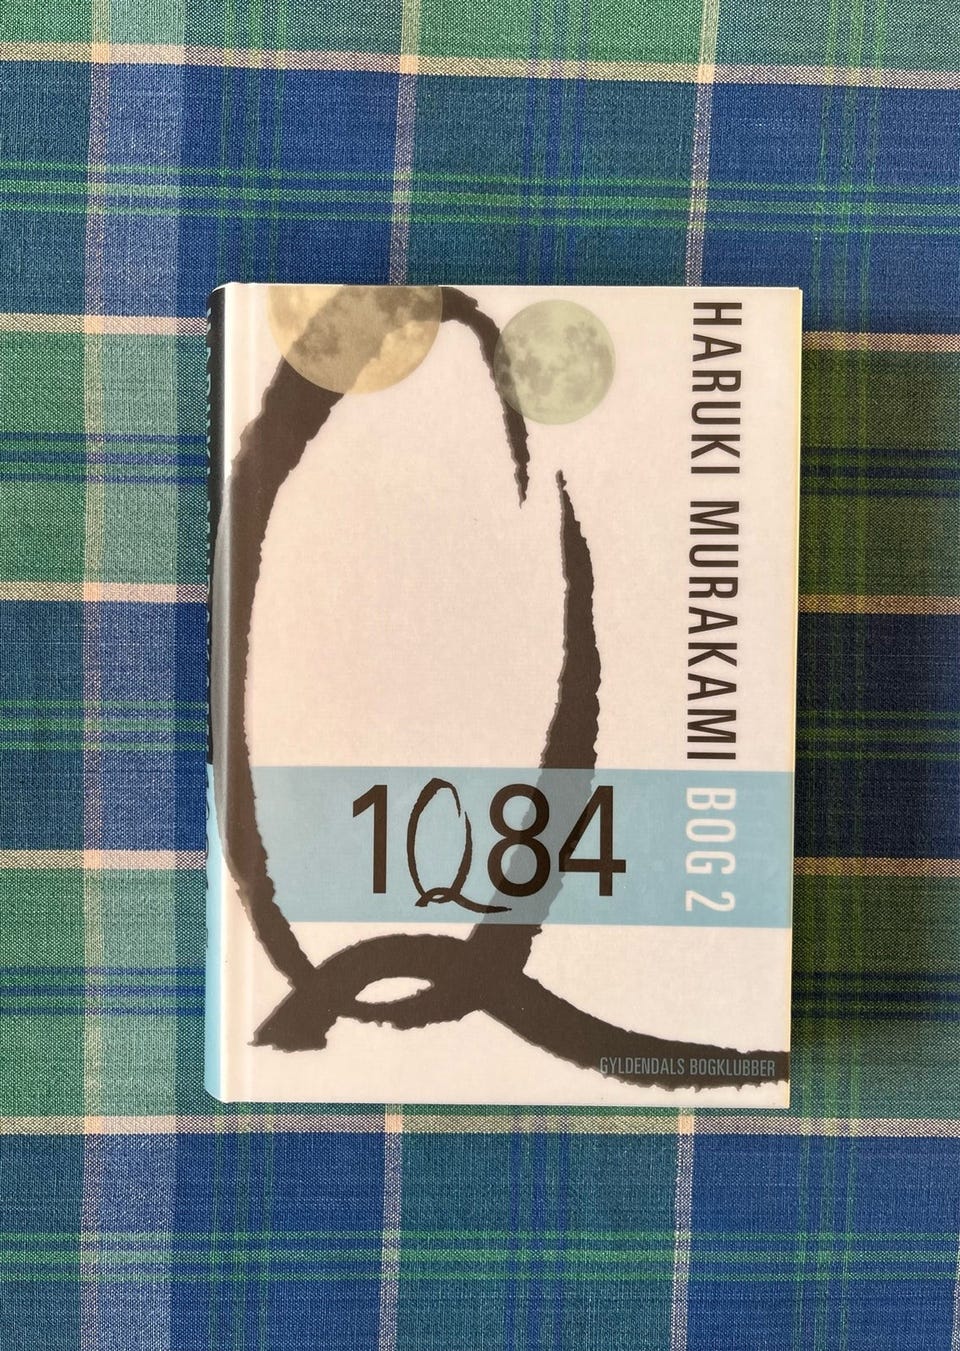 HARUKI MURAKAMI BOG 2
1Q84
GYLDENDALS BOGKLUBBER